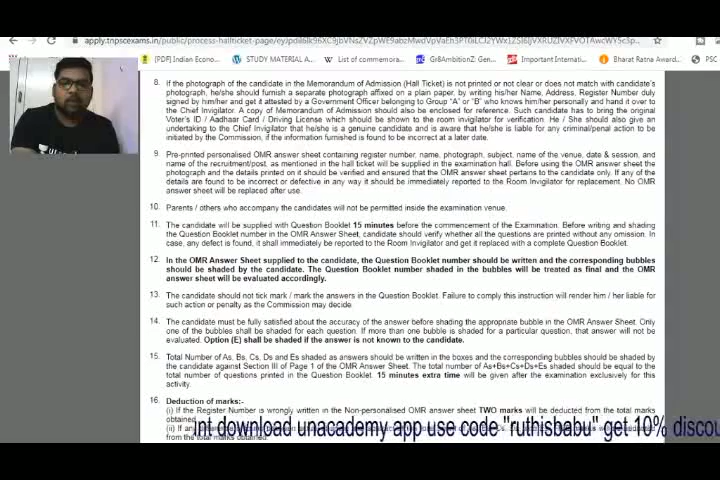 apply.tnpscexams.in/public/process-hallticket-page/
[PDF] Indian Econo...
STUDY MATERIAL
List of commemora...
Gr8AmbitionZ: Gen...
Important Internati...
Bharat Ratna Award...
PSC
8. If the photograph of the candidate in the Memorandum of Admission (Hall Ticket) is not printed or not clear or does not match with candidate's
photograph, he/she should furnish a separate photograph affixed on a plain paper, by writing his/her Name, Address, Register Number duly
signed by him/her and get it attested by a Government Officer belonging to Group "A" or "B" who knows him/her personally and hand it over to
the Chief Invigilator. A copy of Memorandum of Admission should also be enclosed for reference. Such candidate has to bring the original
Voter's ID / Aadhaar Card / Driving License which should be shown to the room invigilator for verification. He / She should also give an
undertaking to the Chief Invigilator that he/she is a genuine candidate and is aware that he/she is liable for any criminal/penal action to be
initiated by the Commission, if the information furnished is found to be incorrect at a later date.
9. Pre-printed personalised OMR answer sheet containing register number, name, photograph, subject, name of the venue, date & session, and
name of the recruitment/post, as mentioned in the hall ticket will be supplied in the examination hall. Before using the OMR answer sheet the
photograph and the details printed on it should be verified and ensured that the OMR answer sheet pertains to the candidate only. If any of the
details are found to be incorrect or defective in any way it should be immediately reported to the Room Invigilator for replacement. No OMR
answer sheet will be replaced after use.
10. Parents / others who accompany the candidates will not be permitted inside the examination venue.
11. The candidate will be supplied with Question Booklet 15 minutes before the commencement of the Examination. Before writing and shading
the Question Booklet number in the OMR Answer Sheet, candidate should verify whether all the questions are printed without any omission. In
case, any defect is found, it shall immediately be reported to the Room Invigilator and get it replaced with a complete Question Booklet.
12. In the OMR Answer Sheet supplied to the candidate, the Question Booklet number should be written and the corresponding bubbles
should be shaded by the candidate. The Question Booklet number shaded in the bubbles will be treated as final and the OMR
answer sheet will be evaluated accordingly.
13. The candidate should not tick mark / mark the answers in the Question Booklet. Failure to comply this instruction will render him / her liable for
such action or penalty as the Commission may decide.
14. The candidate must be fully satisfied about the accuracy of the answer before shading the appropriate bubble in the OMR Answer Sheet. Only
one of the bubbles shall be shaded for each question. If more than one bubble is shaded for a particular question, that answer will not be
evaluated. Option (E) shall be shaded if the answer is not known to the candidate.
15. Total Number of As, Bs, Cs, Ds and Es shaded as answers should be written in the boxes and the corresponding bubbles should be shaded by
the candidate against Section III of Page 1 of the OMR Answer Sheet. The total number of As+Bs+Cs+Ds+Es shaded should be equal to the
total number of questions printed in the Question Booklet. 15 minutes extra time will be given after the examination exclusively for this
activity.
16. Deduction of marks:-
(i) If the Register Number is wrongly written in the Non-personalised OMR answer sheet TWO marks will be deducted from the total marks
obtained.
(ii) If any
from the total marks obtained.
int download unacademy app use code "ruthisbabu" get 10% discou